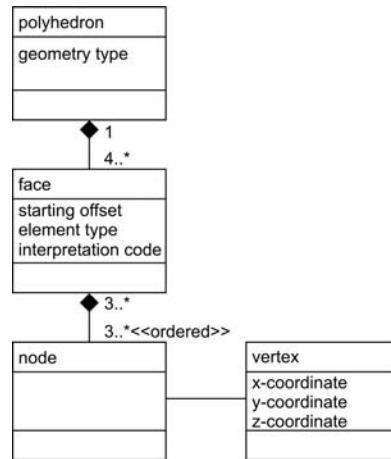 polyhedron
geometry type
1
4..*
face
starting offset
element type
interpretation code
3..*
3..*<<ordered>>
node
vertex
x-coordinate
y-coordinate
z-coordinate